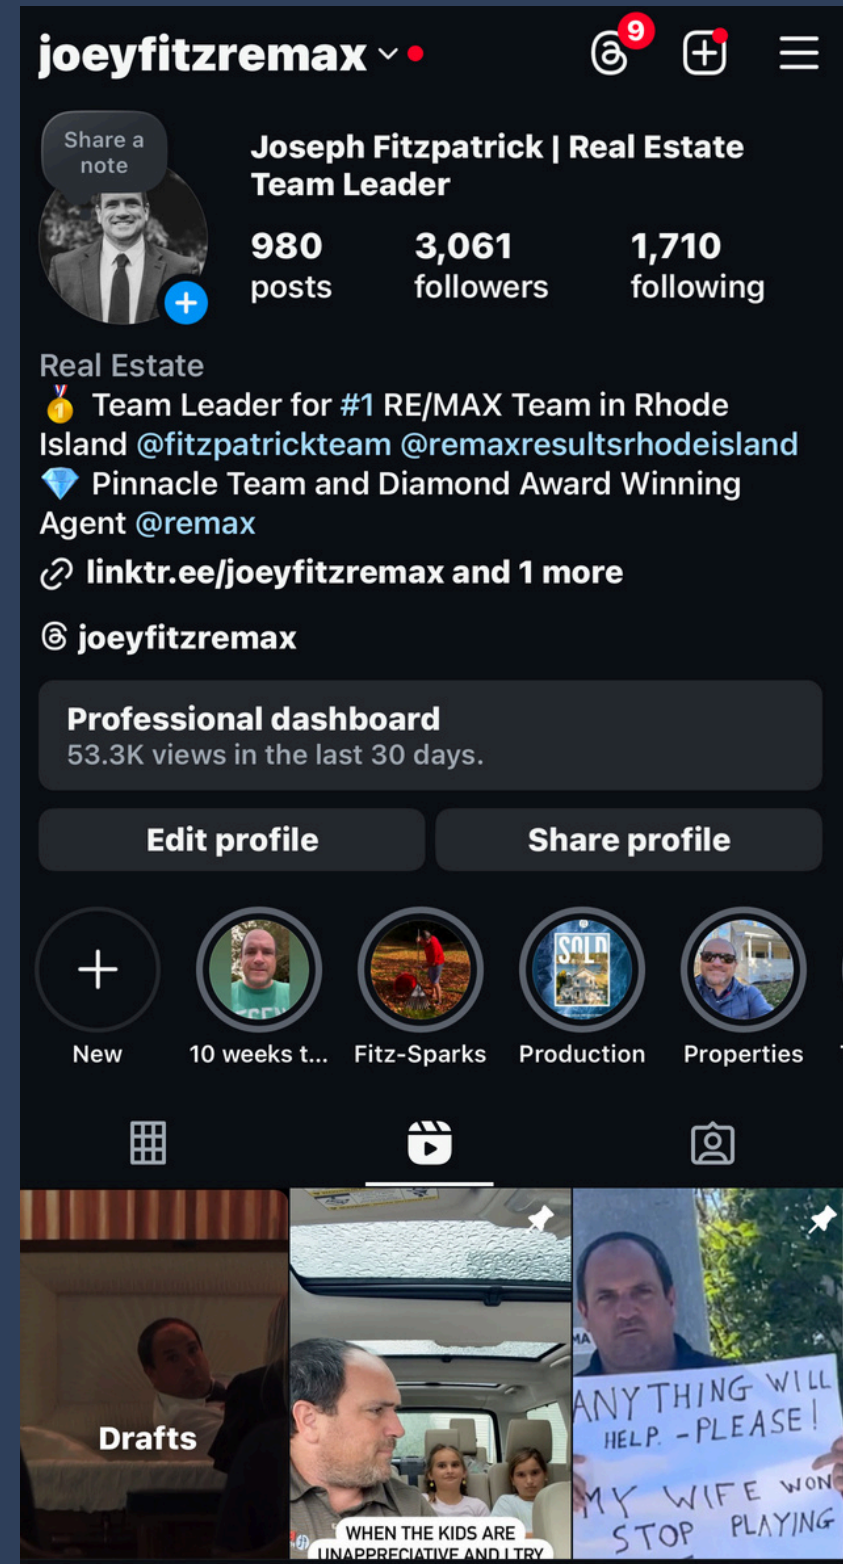 joeyfitzremax
9
Share a
note
Joseph Fitzpatrick | Real Estate
Team Leader
980
posts
3,061
followers
1,710
following
Real Estate
🏅 Team Leader for #1 RE/MAX Team in Rhode
Island @fitzpatrickteam @remaxresultsrhodeisland
💎 Pinnacle Team and Diamond Award Winning
Agent @remax
linktr.ee/joeyfitzremax and 1 more
joeyfitzremax
Professional dashboard
53.3K views in the last 30 days.
Edit profile
Share profile
New
10 weeks t...
Fitz-Sparks
Production
Properties
SOLD
Drafts
WHEN THE KIDS ARE
UNAPPRECIATIVE AND I TRY
ANYTHING WILL
HELP. - PLEASE!
MY WIFE WON
STOP PLAYING